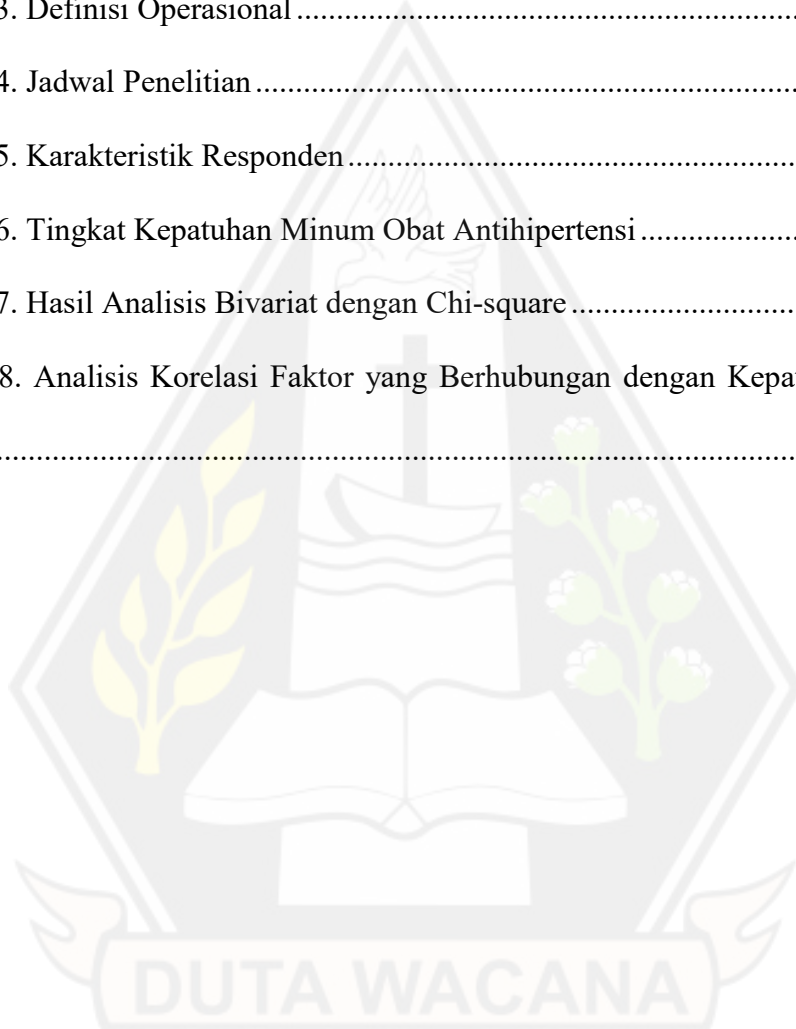 3. Definisi Operasional ..........................................................
4. Jadwal Penelitian ................................................................
5. Karakteristik Responden ....................................................
6. Tingkat Kepatuhan Minum Obat Antihipertensi ..................
7. Hasil Analisis Bivariat dengan Chi-square ...........................
8. Analisis Korelasi Faktor yang Berhubungan dengan
..............................................................................................
DUTA WACANA